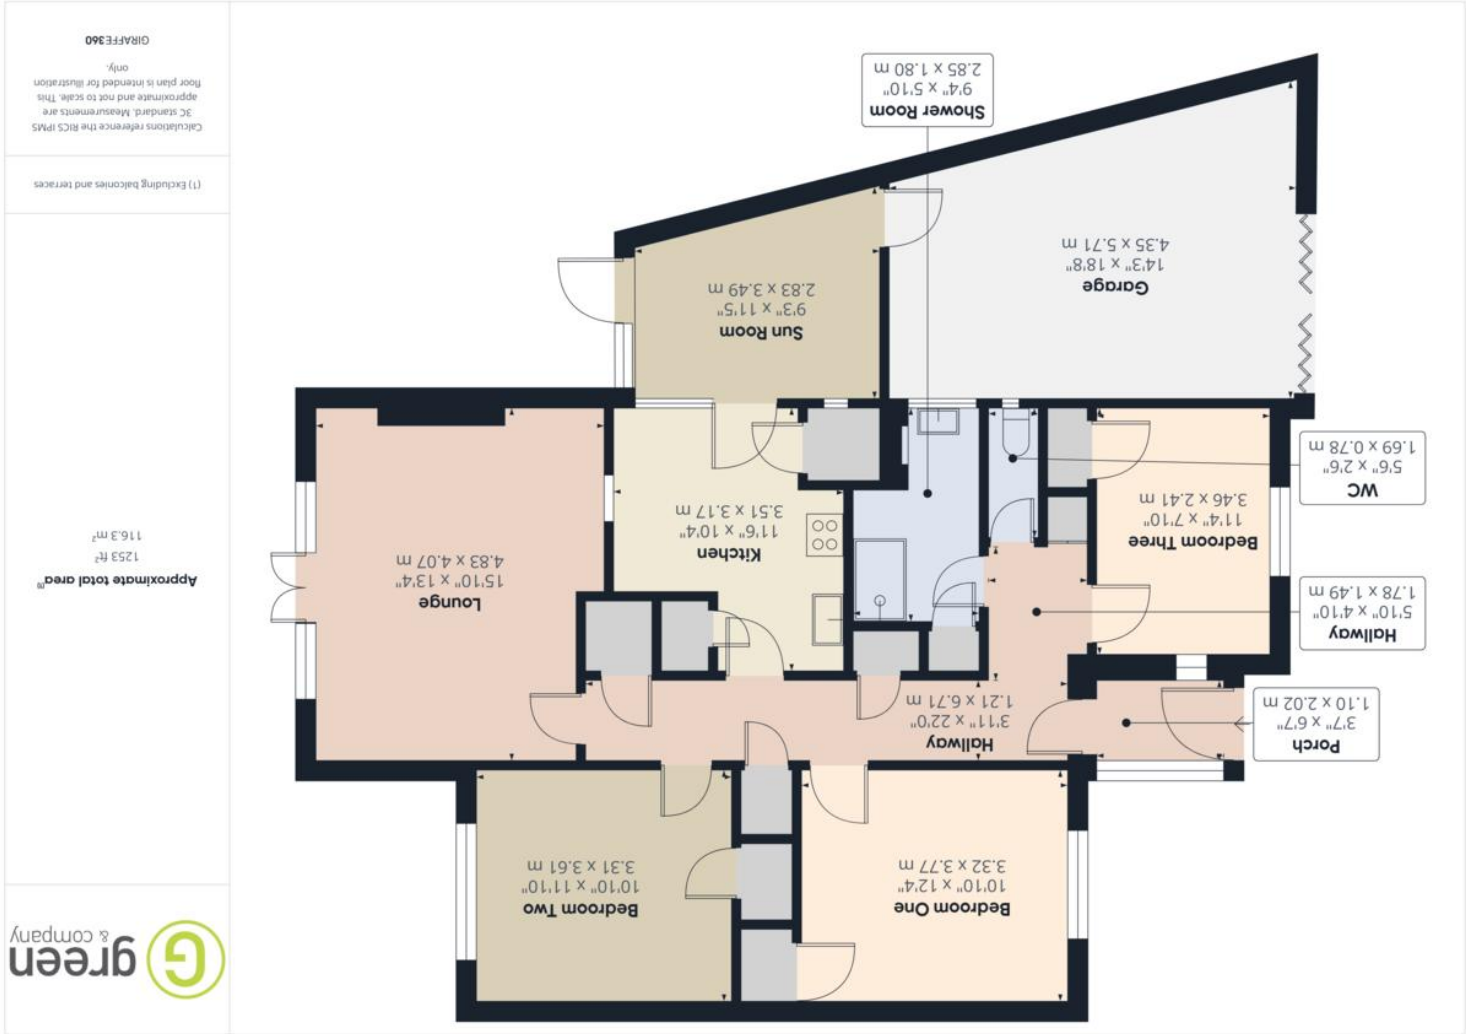 green
& company
Approximate total area(1)
1253 ft²
116.3 m²
(1) Excluding balconies and terraces
Calculations reference the RICS IPMS
3C standard. Measurements are
approximate and not to scale. This
floor plan is intended for illustration
only.
GIRAFFE360
Bedroom One
10'10" x 12'4"
3.32 x 3.77 m
Bedroom Two
10'10" x 11'10"
3.31 x 3.61 m
Porch
3'7" x 6'7"
1.10 x 2.02 m
Hallway
3'11" x 22'0"
1.21 x 6.71 m
Hallway
5'10" x 4'10"
1.78 x 1.49 m
Lounge
15'10" x 13'4"
4.83 x 4.07 m
Kitchen
11'6" x 10'4"
3.51 x 3.17 m
Bedroom Three
11'4" x 7'10"
3.46 x 2.41 m
WC
5'6" x 2'6"
1.69 x 0.78 m
Sun Room
9'3" x 11'5"
2.83 x 3.49 m
Garage
14'3" x 18'8"
4.35 x 5.71 m
Shower Room
9'4" x 5'10"
2.85 x 1.80 m